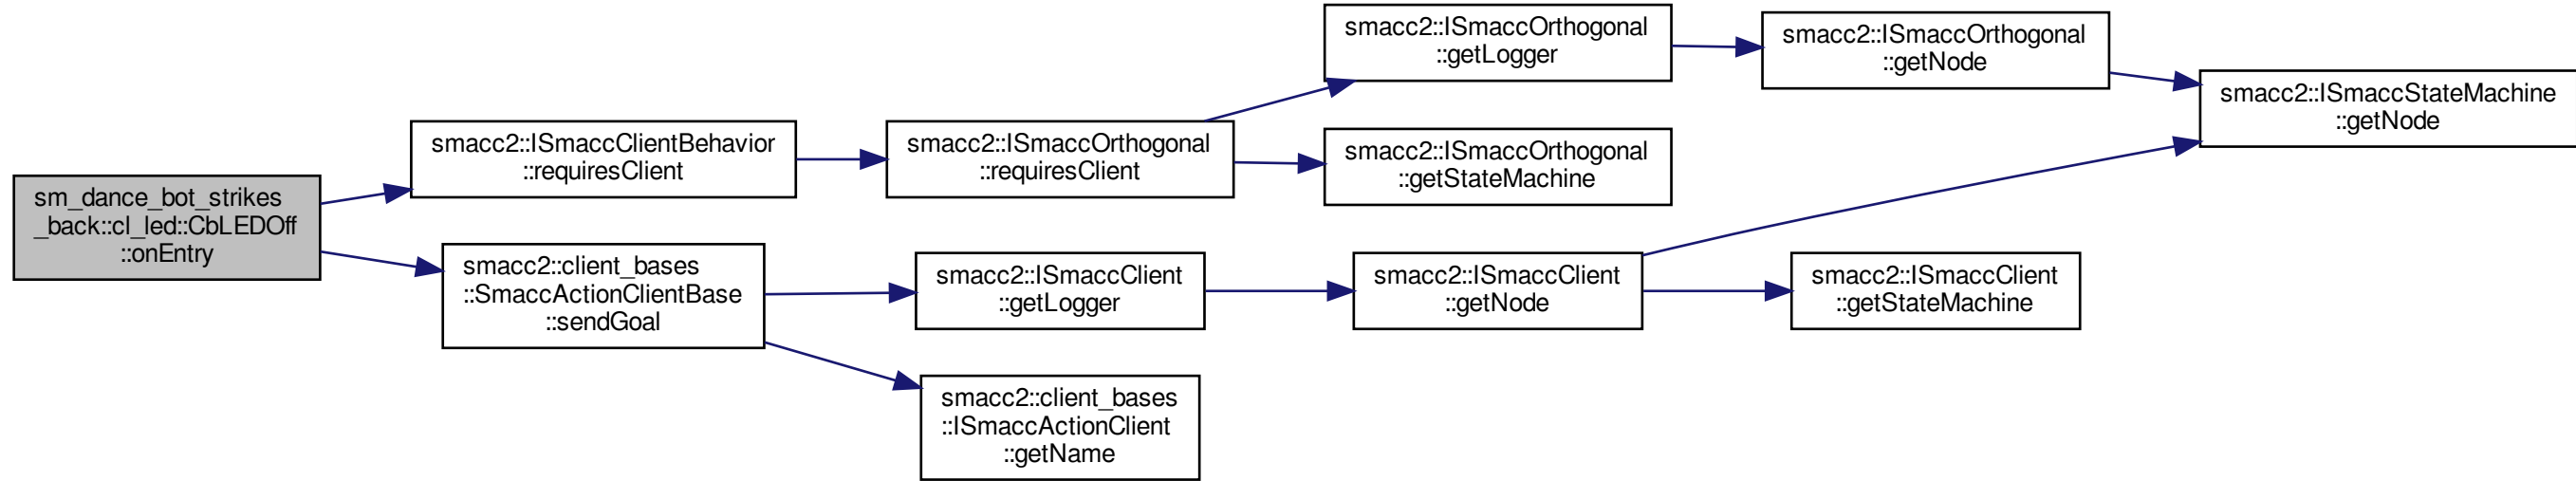 sm_dance_bot_strikes
_back::cl_led::CbLEDOff
::onEntry
smacc2::ISmaccClientBehavior
::requiresClient
smacc2::ISmaccOrthogonal
::requiresClient
smacc2::ISmaccOrthogonal
::getLogger
smacc2::ISmaccOrthogonal
::getNode
smacc2::ISmaccStateMachine
::getNode
smacc2::ISmaccOrthogonal
::getStateMachine
smacc2::client_bases
::SmaccActionClientBase
::sendGoal
smacc2::ISmaccClient
::getLogger
smacc2::ISmaccClient
::getNode
smacc2::ISmaccClient
::getStateMachine
smacc2::client_bases
::ISmaccActionClient
::getName